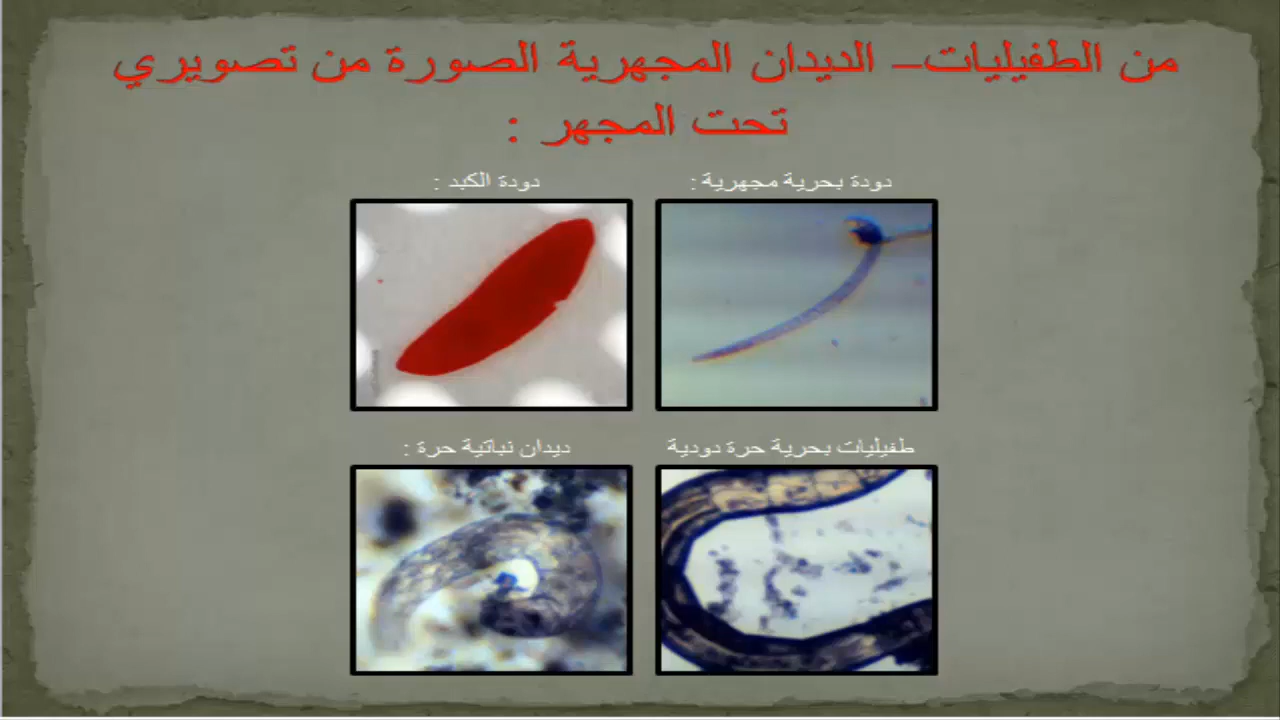 من الطفيليات– الديدان المجهرية الصورة من تصويري
تحت المجهر :
دودة بحرية مجهرية :
دودة الكبد :
طفيليات بحرية حرة دودية
ديدان نباتية حرة :